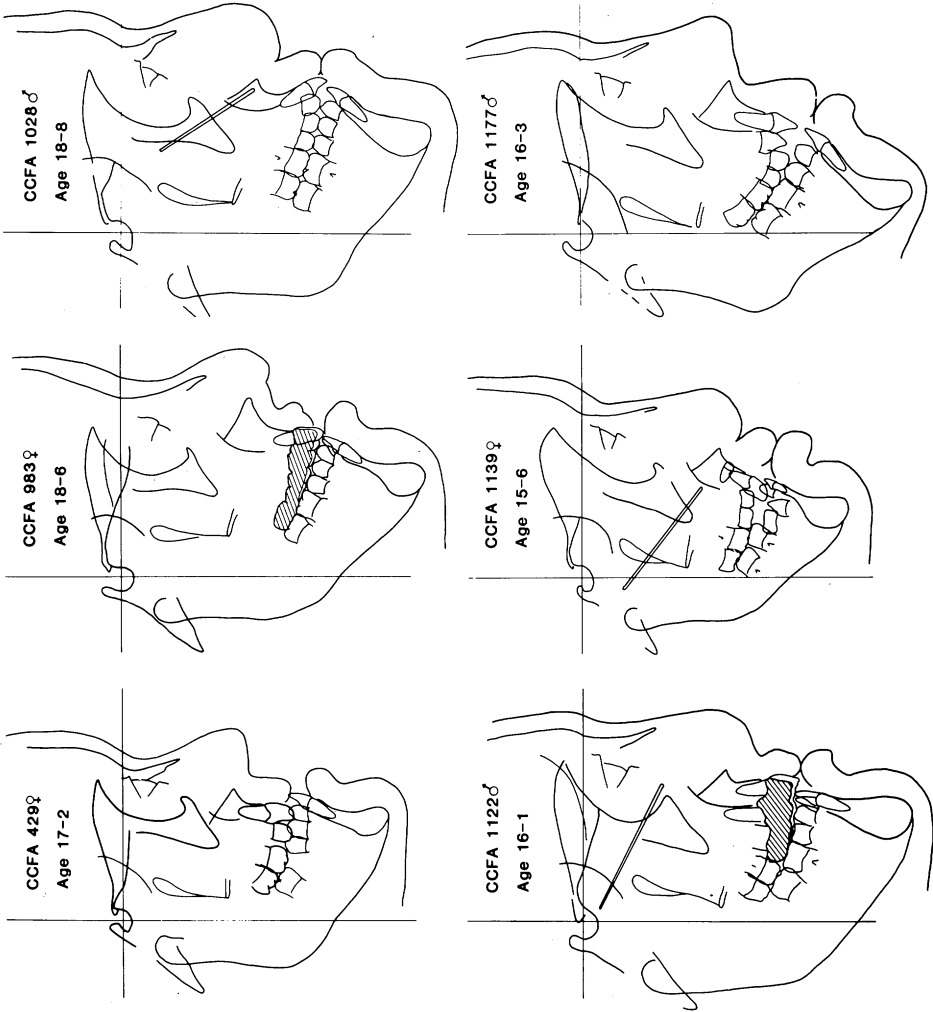 CCFA 1028♂
Age 18-8
CCFA 1177♂
Age 16-3
CCFA 983♀
Age 18-6
CCFA 1139♀
Age 15-6
CCFA 429♀
Age 17-2
CCFA 1122♂
Age 16-1